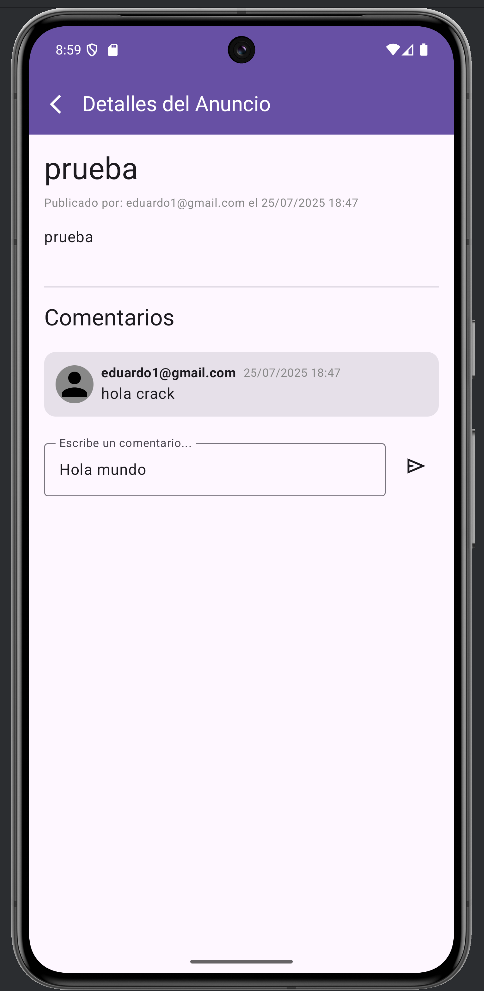 8:59
Detalles del Anuncio
prueba
Publicado por: eduardo1@gmail.com el 25/07/2025 18:47
prueba
Comentarios
eduardo1@gmail.com 25/07/2025 18:47
hola crack
Escribe un comentario...
Hola mundo